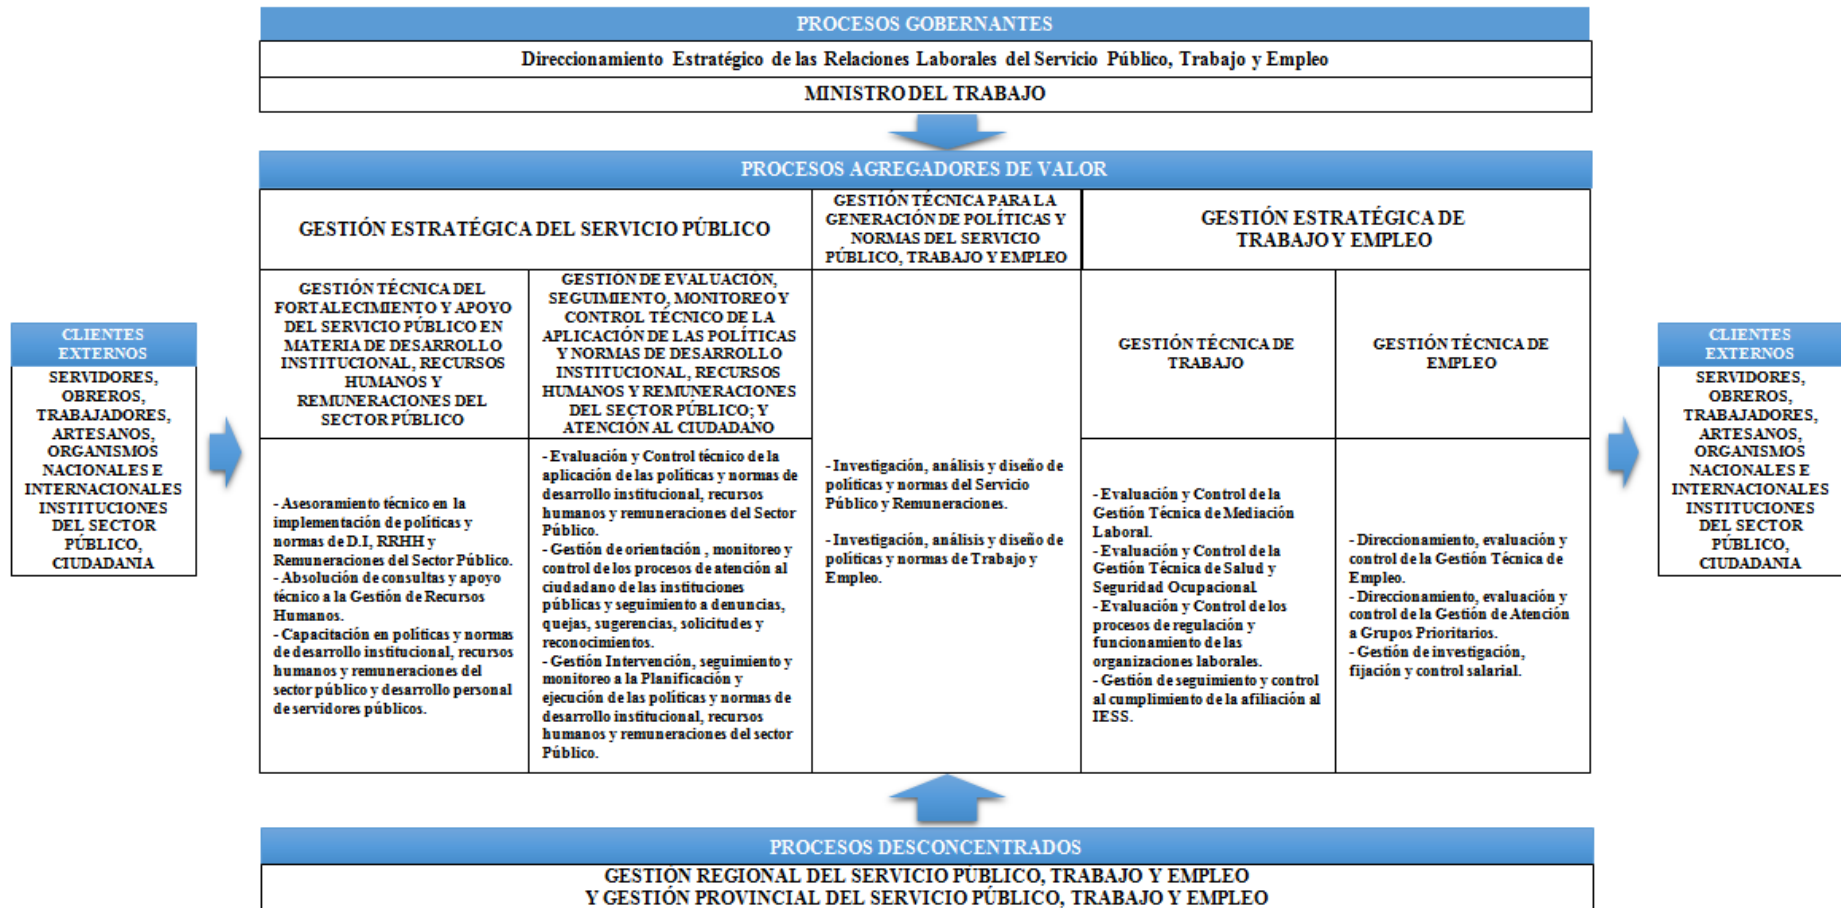 PROCESOS GOBERNANTES
Direccionamiento Estratégico de las Relaciones Laborales del Servicio Público, Trabajo y Empleo
MINISTRO DEL TRABAJO
PROCESOS AGREGADORES DE VALOR
GESTIÓN ESTRATÉGICA DEL SERVICIO PÚBLICO
GESTIÓN TÉCNICA PARA LA
GENERACIÓN DE POLÍTICAS Y
NORMAS DEL SERVICIO
PÚBLICO, TRABAJO Y EMPLEO
GESTIÓN ESTRATÉGICA DE
TRABAJO Y EMPLEO
GESTIÓN TÉCNICA DEL
FORTALECIMIENTO Y APOYO
DEL SERVICIO PÚBLICO EN
MATERIA DE DESARROLLO
INSTITUCIONAL, RECURSOS
HUMANOS Y
REMUNERACIONES DEL
SECTOR PÚBLICO
GESTIÓN DE EVALUACIÓN,
SEGUIMIENTO, MONITOREO Y
CONTROL TÉCNICO DE LA
APLICACIÓN DE LAS POLÍTICAS
Y NORMAS DE DESARROLLO
INSTITUCIONAL, RECURSOS
HUMANOS Y REMUNERACIONES
DEL SECTOR PÚBLICO; Y
ATENCIÓN AL CIUDADANO
GESTIÓN TÉCNICA DE
TRABAJO
GESTIÓN TÉCNICA DE
EMPLEO
CLIENTES
EXTERNOS
SERVIDORES,
OBREROS,
TRABAJADORES,
ARTESANOS,
ORGANISMOS
NACIONALES E
INTERNACIONALES
INSTITUCIONES
DEL SECTOR
PÚBLICO,
CIUDADANIA
- Asesoramiento técnico en la
implementación de políticas y
normas de D.I, RRHH y
Remuneraciones del Sector Público.
- Absolución de consultas y apoyo
técnico a la Gestión de Recursos
Humanos.
- Capacitación en políticas y normas
de desarrollo institucional, recursos
humanos y remuneraciones del
sector público y desarrollo personal
de servidores públicos.
- Evaluación y Control técnico de la
aplicación de las políticas y normas de
desarrollo institucional, recursos
humanos y remuneraciones del Sector
Público.
- Gestión de orientación , monitoreo y
control de los procesos de atención al
ciudadano de las instituciones
públicas y seguimiento a denuncias,
quejas, sugerencias, solicitudes y
reconocimientos.
- Gestión Intervención, seguimiento y
monitoreo a la Planificación y
ejecución de las políticas y normas de
desarrollo institucional, recursos
humanos y remuneraciones del sector
Público.
- Investigación, análisis y diseño de
políticas y normas del Servicio
Público y Remuneraciones.
- Investigación, análisis y diseño de
políticas y normas de Trabajo y
Empleo.
- Evaluación y Control de la
Gestión Técnica de Mediación
Laboral.
- Evaluación y Control de la
Gestión Técnica de Salud y
Seguridad Ocupacional.
- Evaluación y Control de los
procesos de regulación y
funcionamiento de las
organizaciones laborales.
- Gestión de seguimiento y control
al cumplimiento de la afiliación al
IESS.
- Direccionamiento, evaluación y
control de la Gestión Técnica de
Empleo.
- Direccionamiento, evaluación y
control de la Gestión de Atención
a Grupos Prioritarios.
- Gestión de investigación,
fijación y control salarial.
CLIENTES
EXTERNOS
SERVIDORES,
OBREROS,
TRABAJADORES,
ARTESANOS,
ORGANISMOS
NACIONALES E
INTERNACIONALES
INSTITUCIONES
DEL SECTOR
PÚBLICO,
CIUDADANIA
PROCESOS DESCONCENTRADOS
GESTIÓN REGIONAL DEL SERVICIO PÚBLICO, TRABAJO Y EMPLEO
Y GESTIÓN PROVINCIAL DEL SERVICIO PÚBLICO, TRABAJO Y EMPLEO